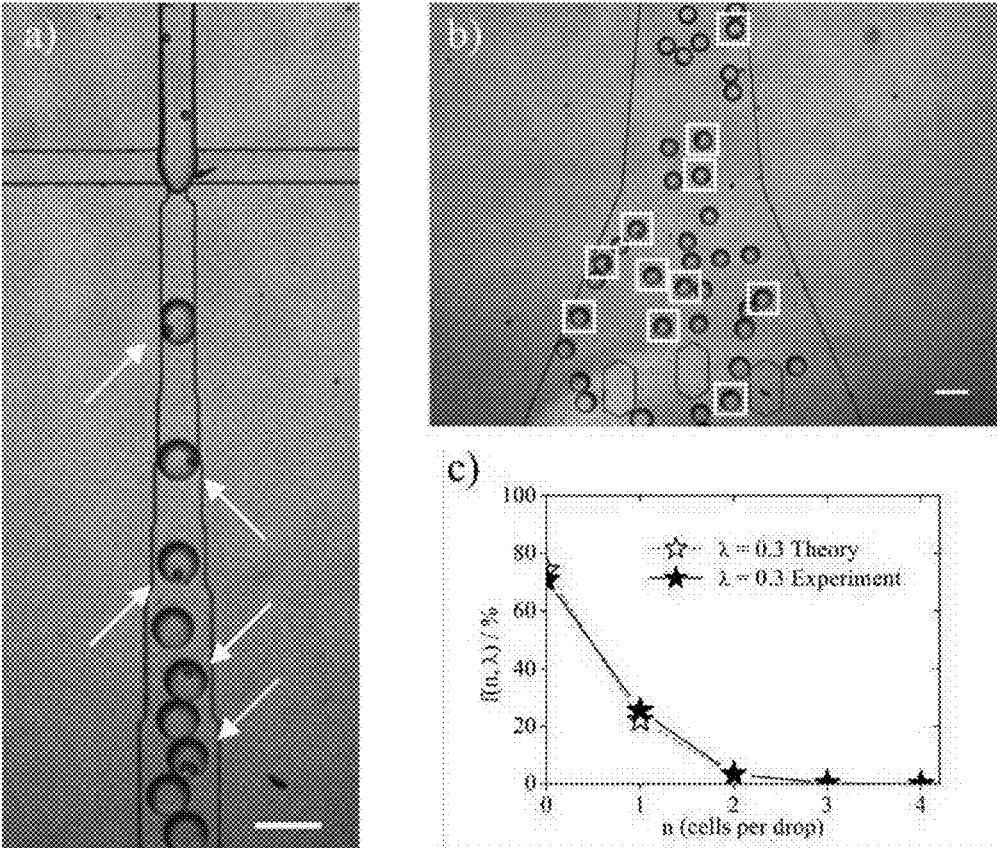 a)
b)
c)
100
80
60
40
20
0
f(n, λ) / %
λ = 0.3 Theory
λ = 0.3 Experiment
0 1 2 3 4
n (cells per drop)